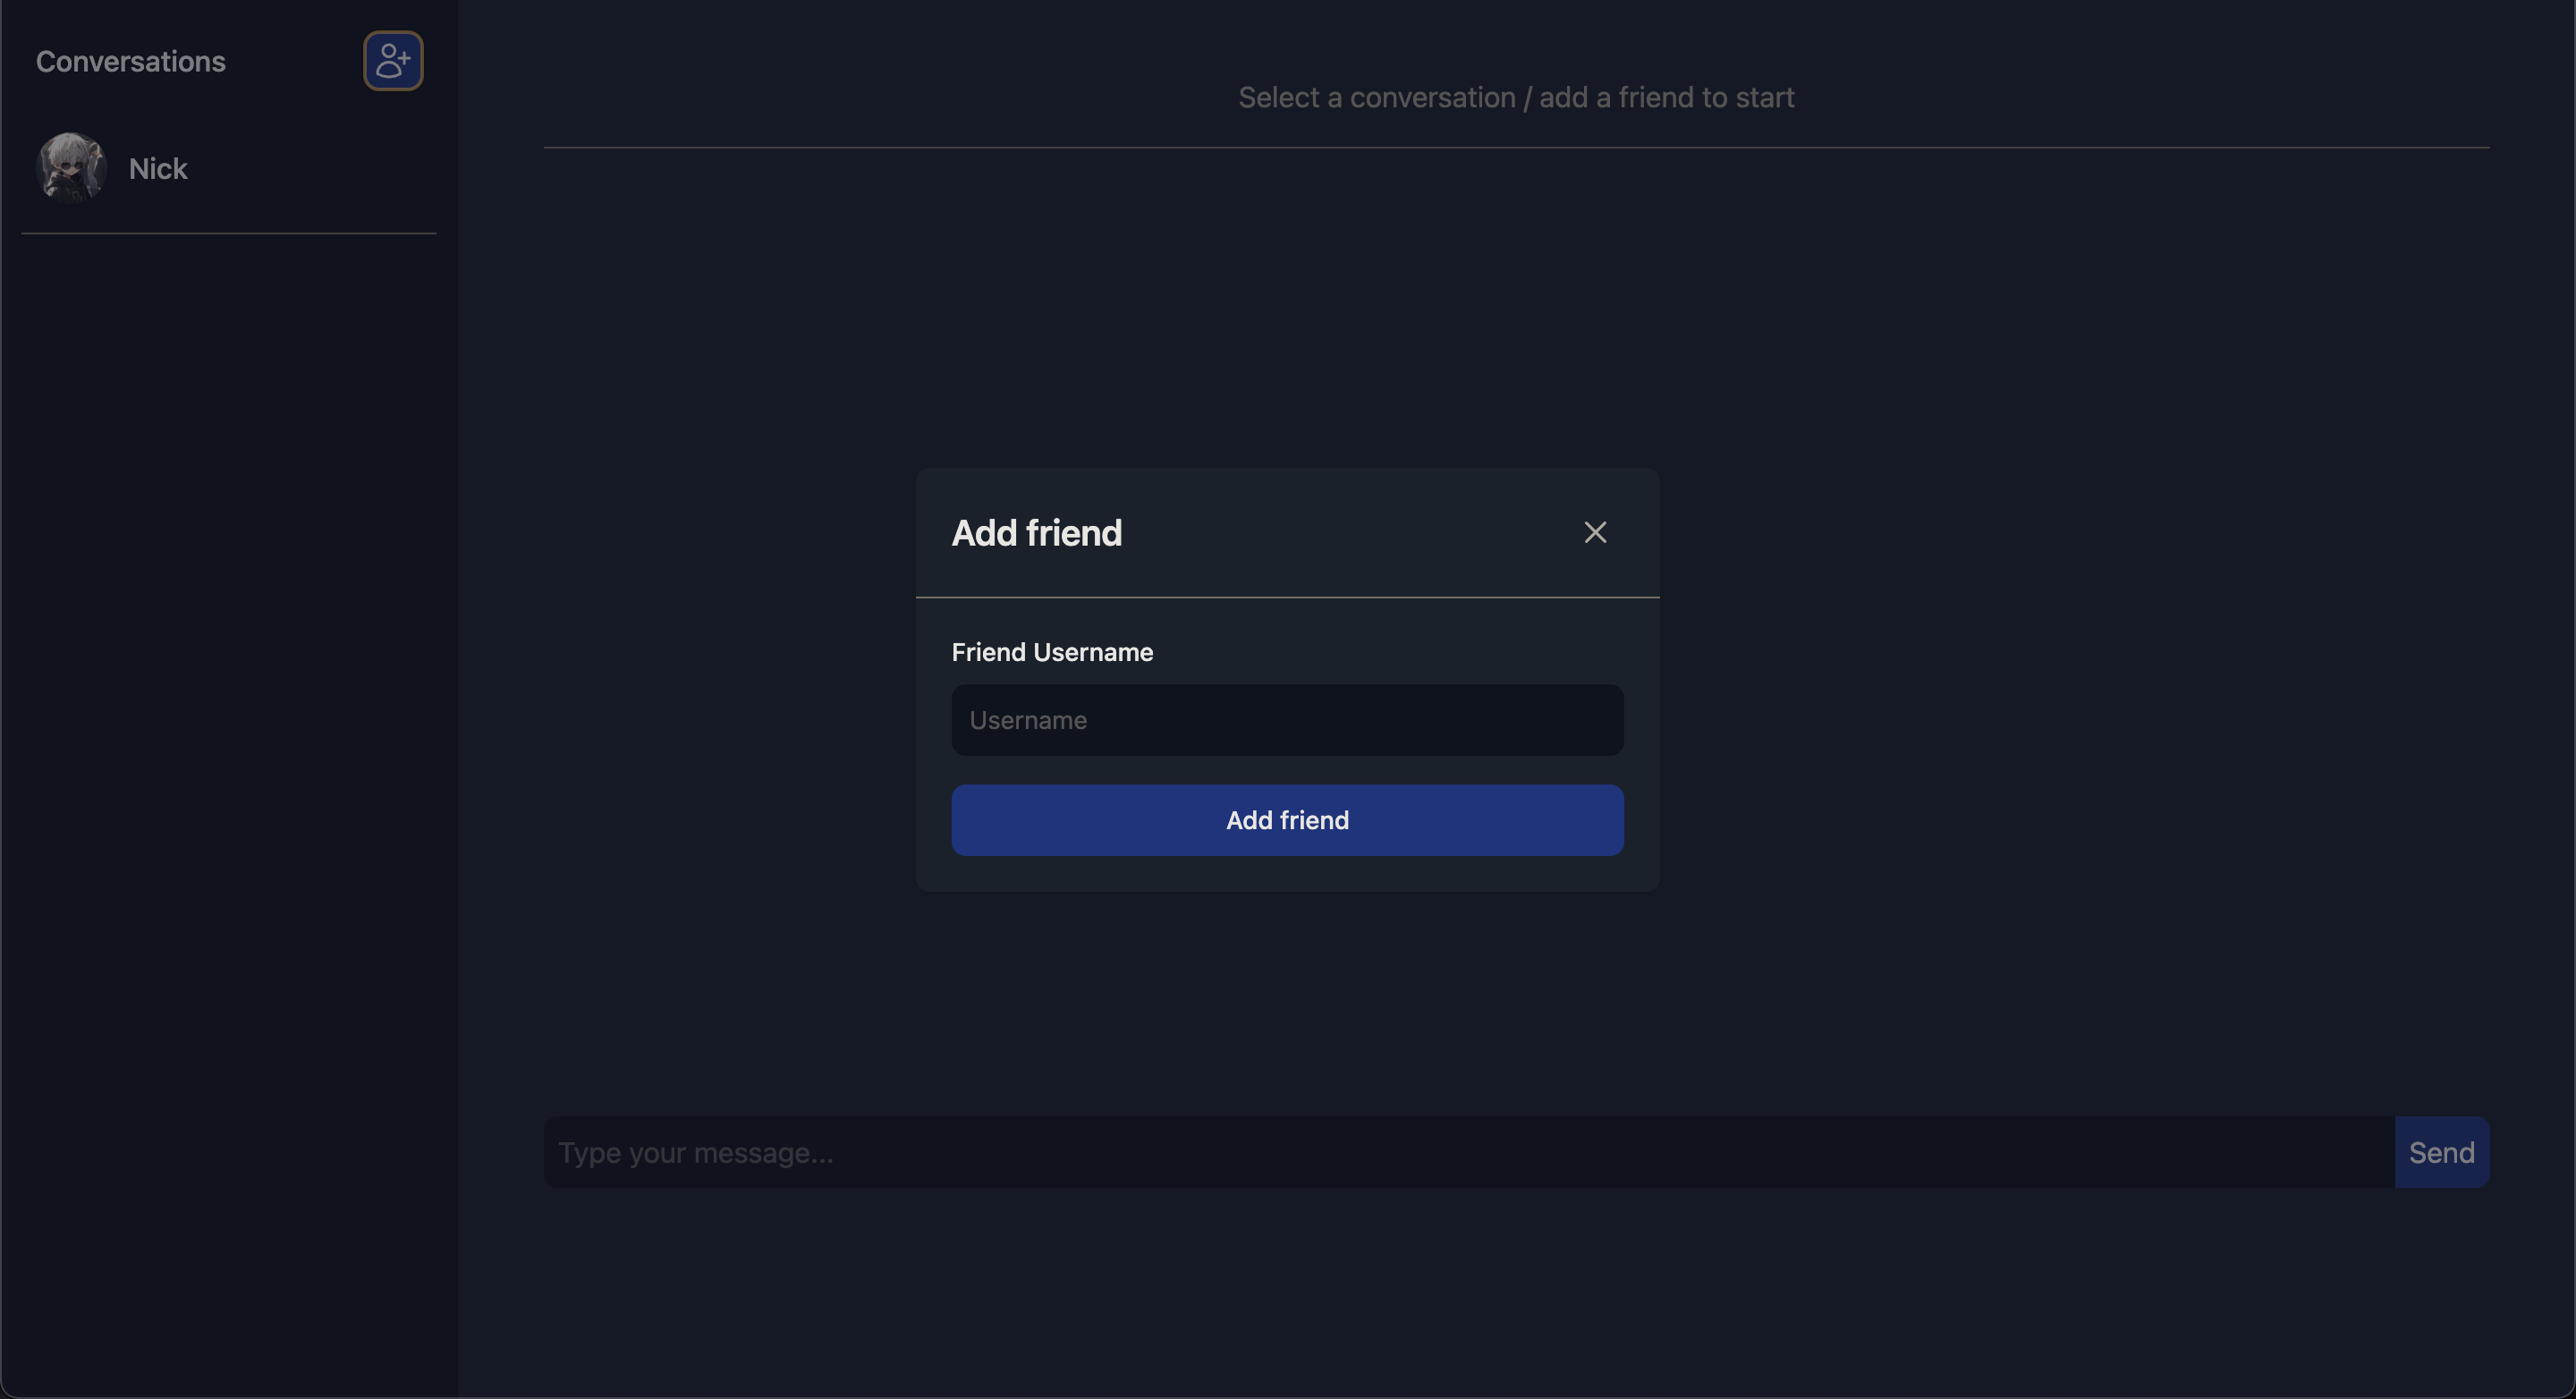 Conversations
Nick
Select a conversation / add a friend to start
Add friend
Friend Username
Username
Add friend
Type your message...
Send